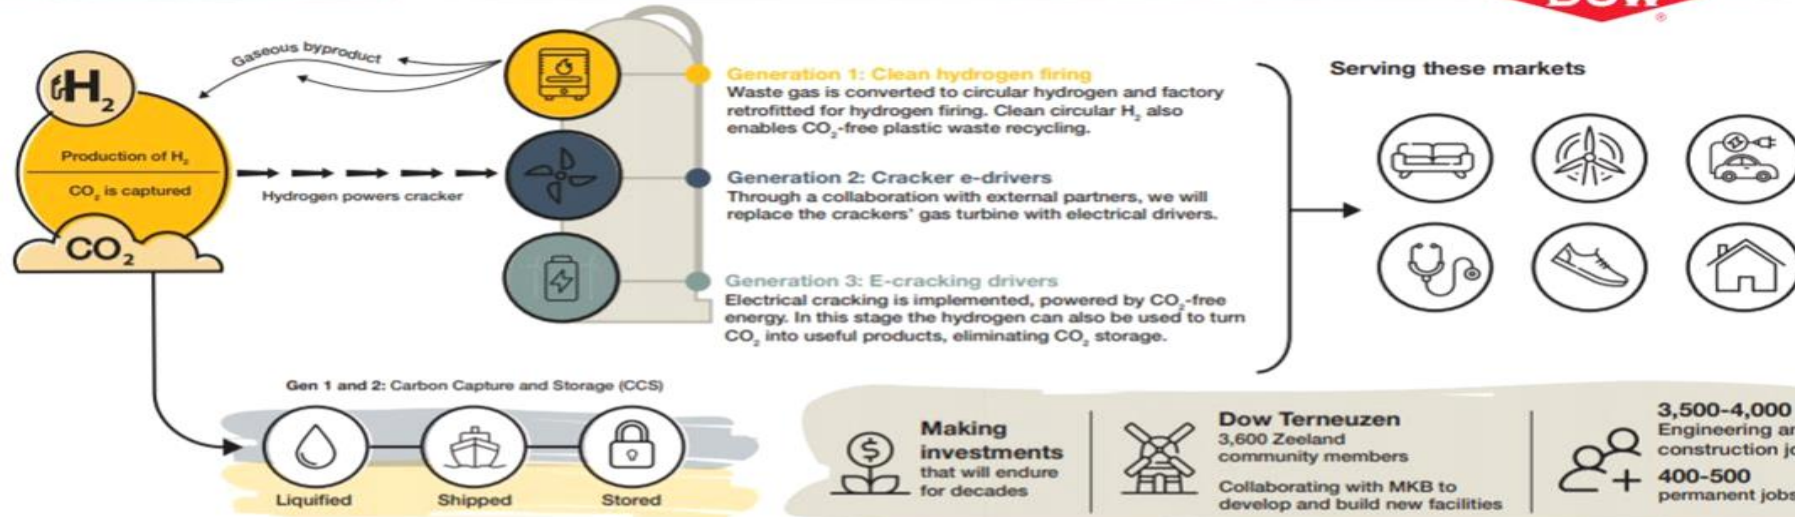 DOW
®
H₂
Gaseous byproduct
Production of H₂
CO₂ is captured
CO₂
Hydrogen powers cracker
Generation 1: Clean hydrogen firing
Waste gas is converted to circular hydrogen and factory
retrofitted for hydrogen firing. Clean circular H₂ also
enables CO₂-free plastic waste recycling.
Generation 2: Cracker e-drivers
Through a collaboration with external partners, we will
replace the crackers' gas turbine with electrical drivers.
Generation 3: E-cracking drivers
Electrical cracking is implemented, powered by CO₂-free
energy. In this stage the hydrogen can also be used to turn
CO₂ into useful products, eliminating CO₂ storage.
Serving these markets
Gen 1 and 2: Carbon Capture and Storage (CCS)
Liquified
Shipped
Stored
$
Making
investments
that will endure
for decades
Dow Terneuzen
3,600 Zeeland
community members
Collaborating with MKB to
develop and build new facilities
3,500-4,000
Engineering
construction
400-500
permanent jobs